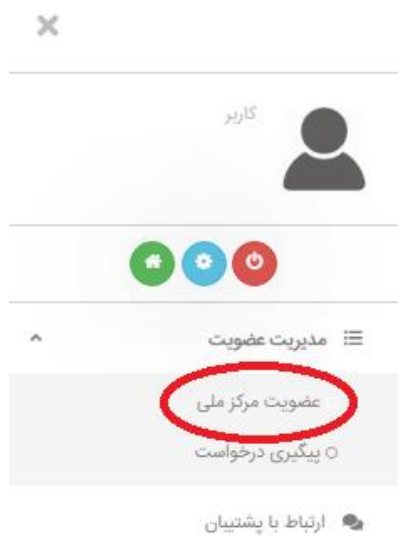 کاربر
مدیریت عضویت
عضویت مرکز ملی
پیگیری درخواست
ارتباط با پشتیبان